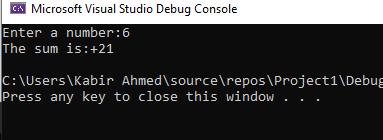 Microsoft Visual Studio Debug Console
Enter a number:6
The sum is:+21
C:\Users\Kabir Ahmed\source\repos\Project1\Debug
Press any key to close this window . . .